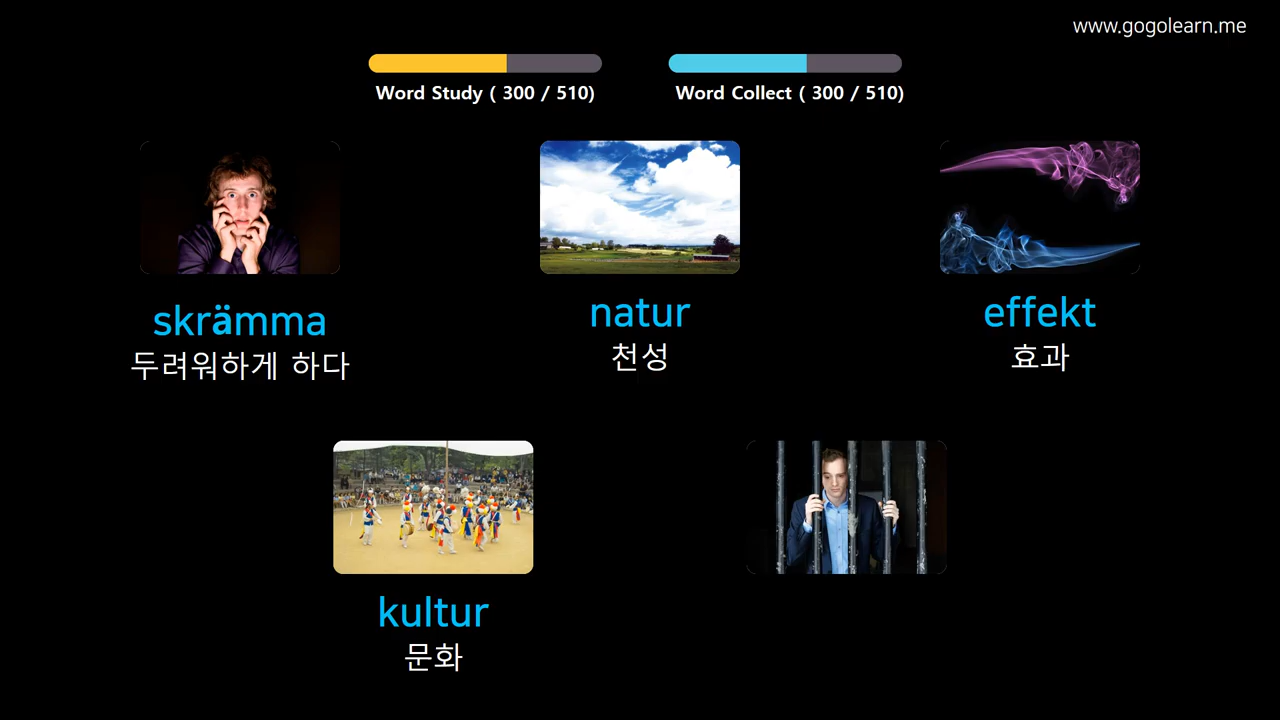 www.gogolearn.me
Word Study ( 300 / 510)
Word Collect ( 300 / 510)
skrämma
두려워하게 하다
natur
천성
effekt
효과
kultur
문화